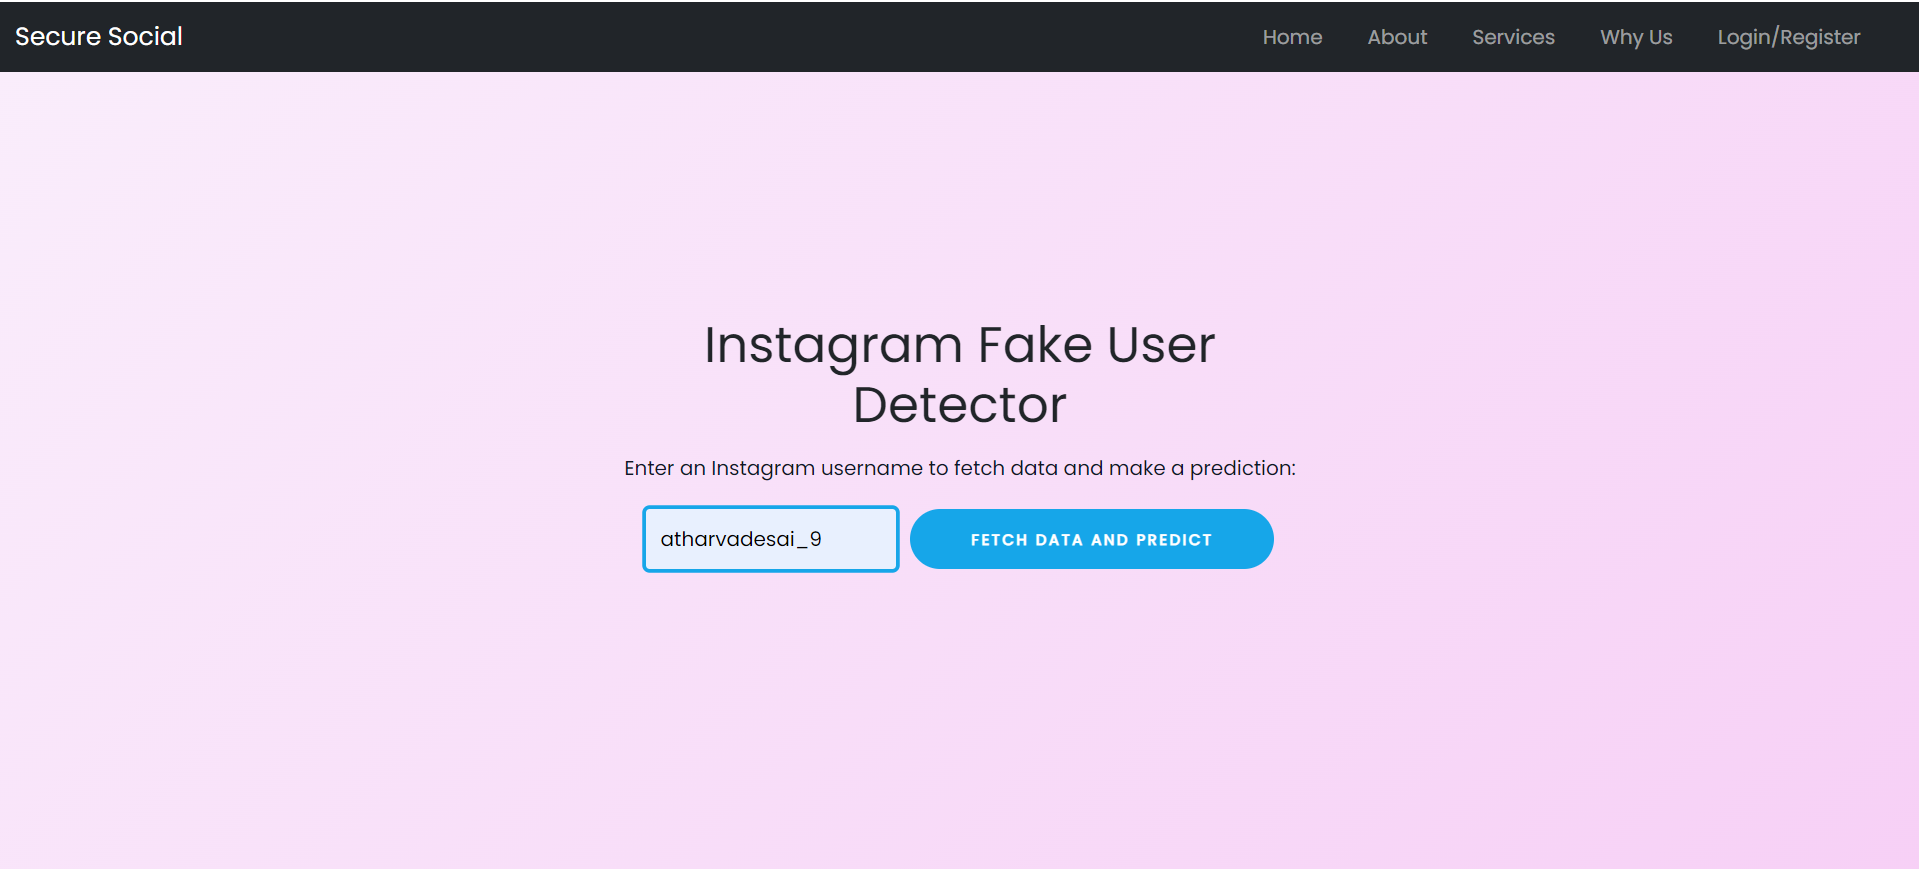 Secure Social
Home
About
Services
Why Us
Login/Register
Instagram Fake User
Detector
Enter an Instagram username to fetch data and make a prediction:
atharvadesai_9
FETCH DATA AND PREDICT